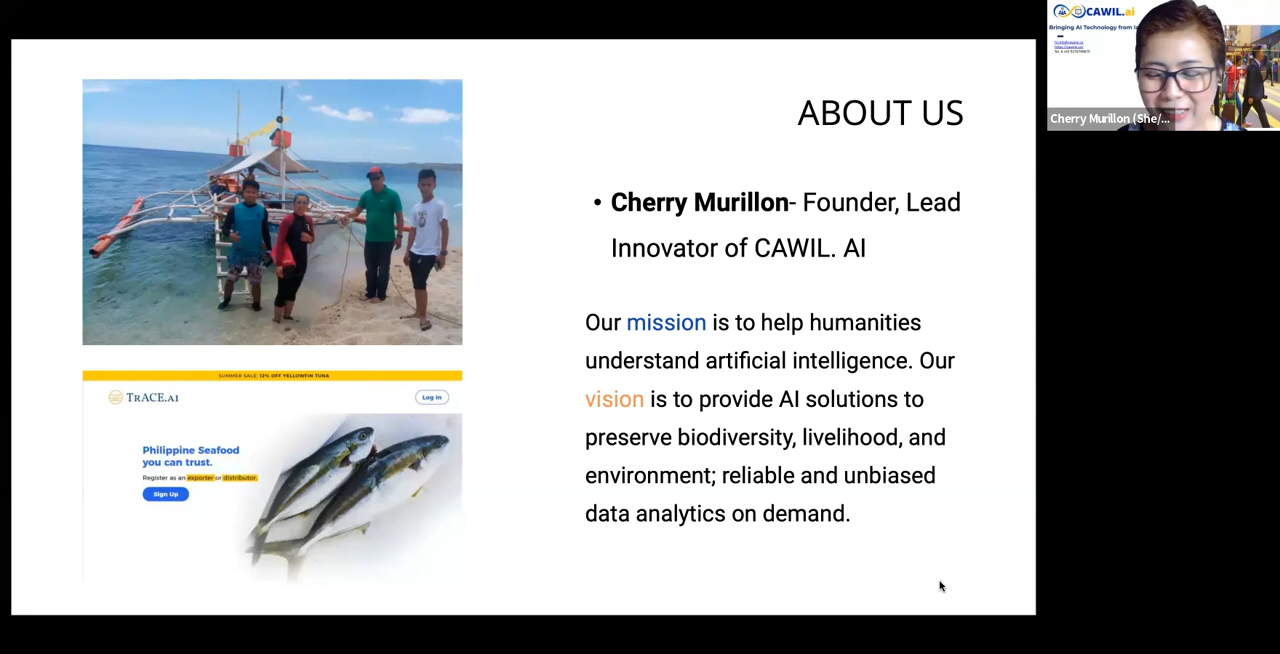 ABOUT US
• Cherry Murillon- Founder, Lead
Innovator of CAWIL. AI
Our mission is to help humanities
understand artificial intelligence. Our
vision is to provide AI solutions to
preserve biodiversity, livelihood, and
environment; reliable and unbiased
data analytics on demand.
SUMMER SALE: 12% OFF YELLOWFIN TUNA
TRACE.AI
Log In
Philippine Seafood
you can trust.
Register as an exporter or distributor.
Sign Up
CAWIL.ai
Bringing AI Technology from
Cherry Murillon (She/...